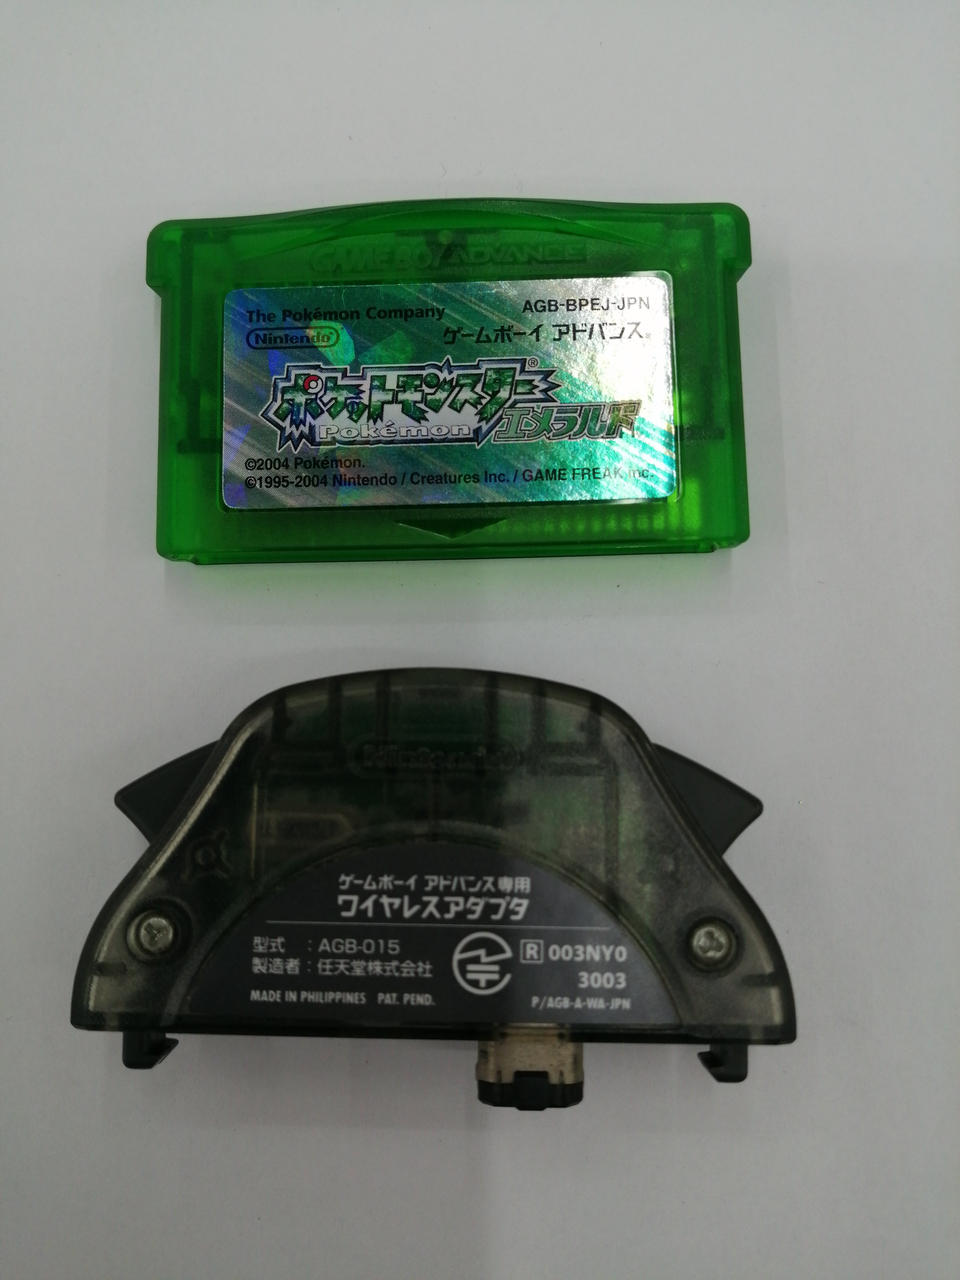 GAME BOY ADVANCE
The Pokémon Company
AGB-BPEJ-JPN
Nintendo
ゲームボーイ アドバンス®
ポケットモンスター®
Pokémon
エメラルド
©2004 Pokémon.
©1995-2004 Nintendo / Creatures Inc. / GAME FREAK inc.
Nintendo
ゲームボーイ アドバンス専用
ワイヤレスアダプタ
型式 : AGB-015
製造者 : 任天堂株式会社
R 003NY0
3003
MADE IN PHILIPPINES PAT. PEND.
P/AGB-A-WA-JPN